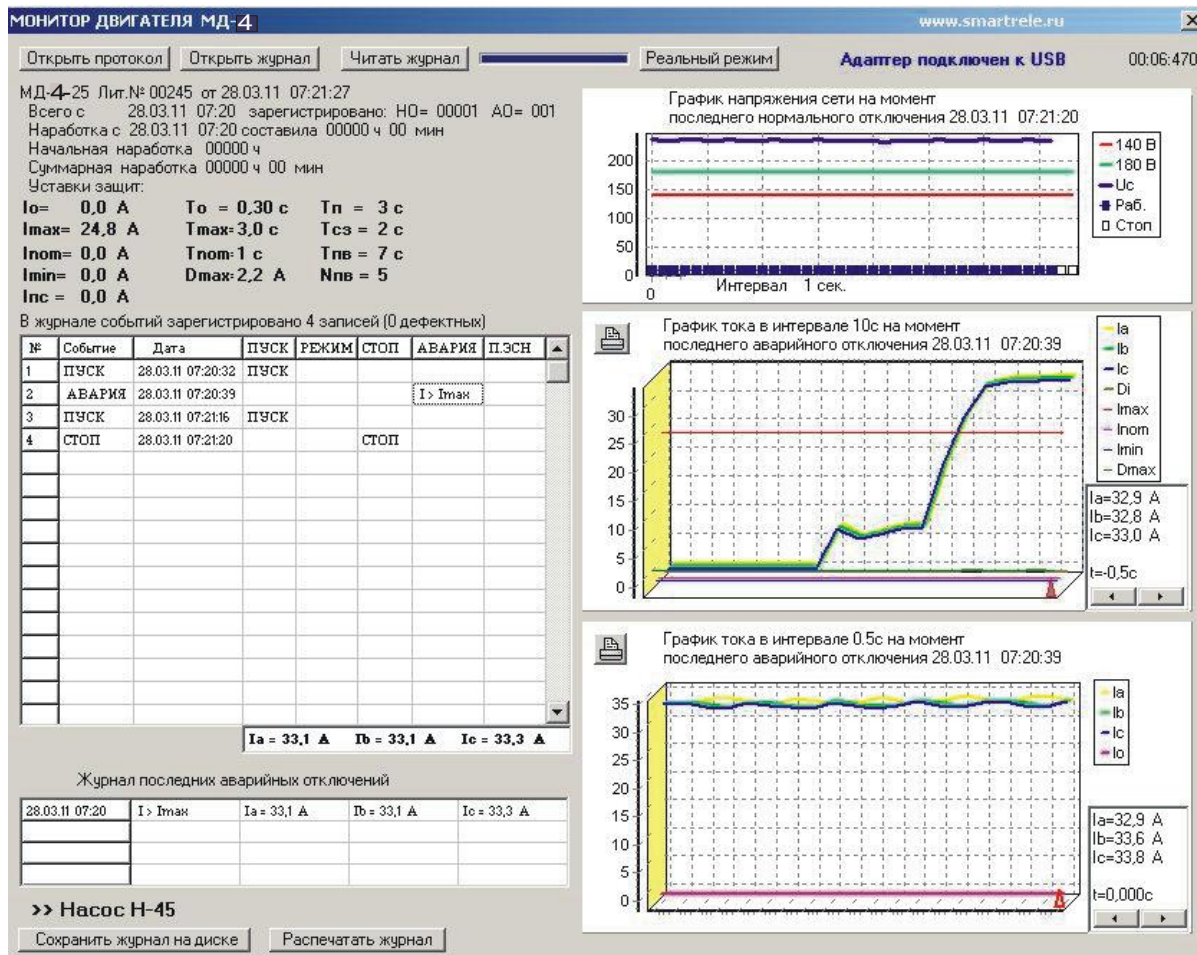 МОНИТОР ДВИГАТЕЛЯ МД-4 www.smartrele.ru
Открыть протокол Открыть журнал Читать журнал Реальный режим Адаптер подключен к USB 00:06:470
МД-4-25 Лит.№ 00245 от 28.03.11 07:21:27
Всего с 28.03.11 07:20 зарегистрировано: НО= 00001 АО= 001
Наработка с 28.03.11 07:20 составила 00000 ч 00 мин
Начальная наработка 00000 ч
Суммарная наработка 00000 ч 00 мин
Уставки защит:
Io= 0,0 А То = 0,30 с Тп = 3 с
Imax= 24,8 А Tmax=3,0 с Тсз = 2 с
Inom= 0,0 А Tnom=1 с Тпв = 7 с
Imin= 0,0 А Dmax=2,2 А Nпв = 5
Iпс = 0,0 А
В журнале событий зарегистрировано 4 записей (0 дефектных)
№ Событие Дата ПУСК РЕЖИМ СТОП АВАРИЯ П.ЭСН
1 ПУСК 28.03.11 07:20:32 ПУСК
2 АВАРИЯ 28.03.11 07:20:39 I > Imax
3 ПУСК 28.03.11 07:21:16 ПУСК
4 СТОП 28.03.11 07:21:20 СТОП
Ia = 33,1 А Ib = 33,1 А Ic = 33,3 А
Журнал последних аварийных отключений
28.03.11 07:20 I > Imax Ia = 33,1 А Ib = 33,1 А Ic = 33,3 А
>> Насос Н-45
Сохранить журнал на диске Распечатать журнал
График напряжения сети на момент
последнего нормального отключения 28.03.11 07:21:20
200
150
100
50
0
0
Интервал 1 сек.
140 В
180 В
Uc
Раб.
Стоп
График тока в интервале 10с на момент
последнего аварийного отключения 28.03.11 07:20:39
30
25
20
15
10
5
0
Ia
Ib
Ic
Di
Imax
Inom
Imin
Dmax
Ia=32,9 А
Ib=32,8 А
Ic=33,0 А
t=-0,5с
График тока в интервале 0.5с на момент
последнего аварийного отключения 28.03.11 07:20:39
35
30
25
20
15
10
5
0
Ia
Ib
Ic
Io
Ia=32,9 А
Ib=33,6 А
Ic=33,8 А
t=0,000с